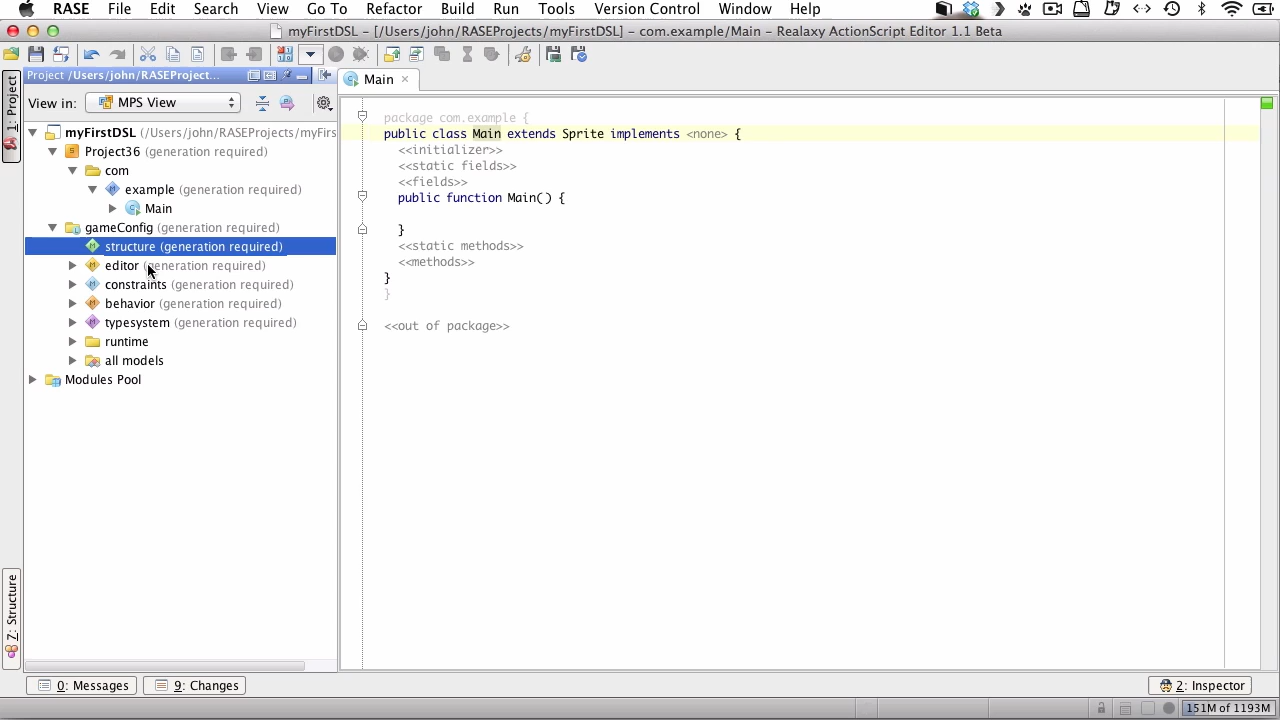 RASE File Edit Search View Go To Refactor Build Run Tools Version Control Window Help
myFirstDSL – [/Users/john/RASEProjects/myFirstDSL] – com.example/Main – Realaxy ActionScript Editor 1.1 Beta
Project /Users/john/RASEProject...
Main
1: Project
View in: MPS View
myFirstDSL (/Users/john/RASEProjects/myFirs
Project36 (generation required)
com
example (generation required)
Main
gameConfig (generation required)
structure (generation required)
editor (generation required)
constraints (generation required)
behavior (generation required)
typesystem (generation required)
runtime
all models
Modules Pool
package com.example {
public class Main extends Sprite implements <none> {
<<initializer>>
<<static fields>>
<<fields>>
public function Main() {
}
<<static methods>>
<<methods>>
}
}
<<out of package>>
Z: Structure
0: Messages
9: Changes
2: Inspector
151M of 1193M